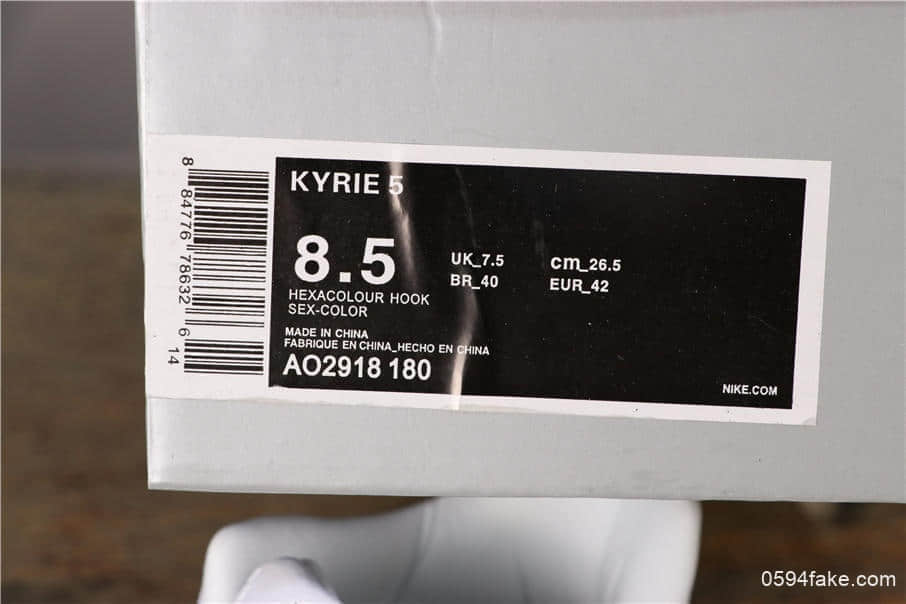 8 84776 78632 6 14
KYRIE 5
8.5
UK_7.5 cm_26.5
BR_40 EUR_42
HEXACOLOUR HOOK
SEX-COLOR
MADE IN CHINA
FABRIQUE EN CHINA_HECHO EN CHINA
AO2918 180
NIKE.COM
0594fake.com